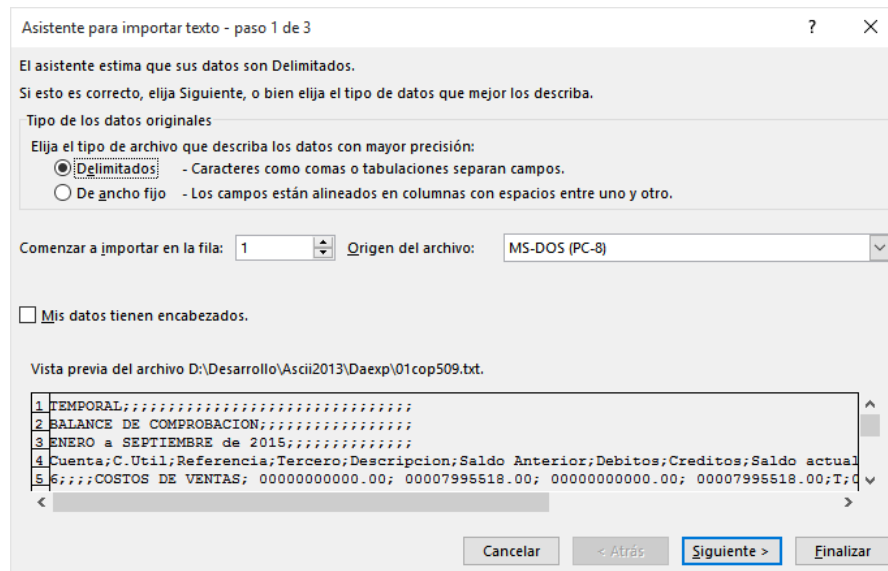 Asistente para importar texto - paso 1 de 3 ?
El asistente estima que sus datos son Delimitados.
Si esto es correcto, elija Siguiente, o bien elija el tipo de datos que mejor los describa.
Tipo de los datos originales
Elija el tipo de archivo que describa los datos con mayor precisión:
Delimitados - Caracteres como comas o tabulaciones separan campos.
De ancho fijo - Los campos están alineados en columnas con espacios entre uno y otro.
Comenzar a importar en la fila: 1 Origen del archivo: MS-DOS (PC-8)
Mis datos tienen encabezados.
Vista previa del archivo D:\Desarrollo\Ascii2013\Daexp\01cop509.txt.
1 TEMPORAL;;;;;;;;;;;;;;;;;;;;;;;;;;;;;;;;
2 BALANCE DE COMPROBACION;;;;;;;;;;;;;;;;;
3 ENERO a SEPTIEMBRE de 2015;;;;;;;;;;;;;;
4 Cuenta;C.Util;Referencia;Tercero;Descripcion;Saldo Anterior;Debitos;Creditos;Saldo actual
5 6;;;;COSTOS DE VENTAS; 00000000000.00; 00007995518.00; 00000000000.00; 00007995518.00;T;
Cancelar < Atrás Siguiente > Finalizar